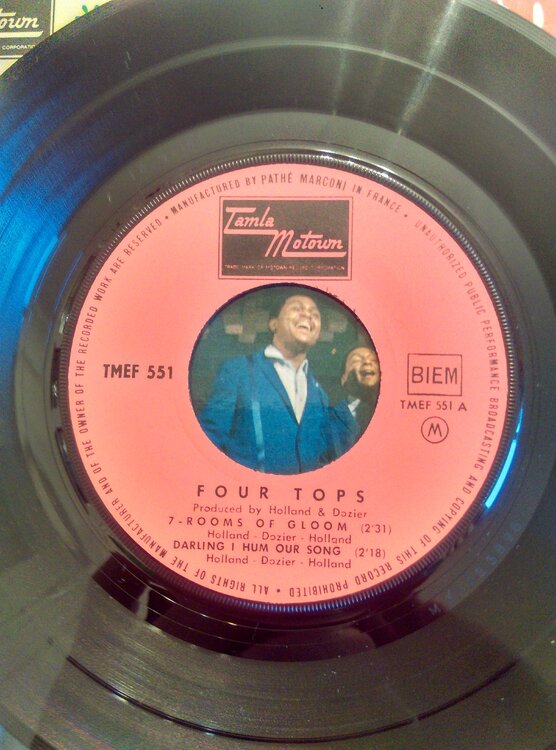 own
CORPORATI
ALL RIGHTS OF THE MANUFACTURER AND OF THE OWNER OF THE RECORDED WORK ARE RESERVED • MANUFACTURED BY PATHÉ MARCONI IN FRANCE • UNAUTHORIZED PUBLIC PERFORMANCE BROADCASTING AND COPYING OF THIS RECORD PROHIBITED •
Tamla
Motown
TRADE MARK OF MOTOWN RECORD CORPORATION
TMEF 551
BIEM
TMEF 551 A
M
FOUR TOPS
Produced by Holland & Dozier
7-ROOMS OF GLOOM (2'31)
Holland - Dozier - Holland
DARLING I HUM OUR SONG (2'18)
Holland - Dozier - Holland